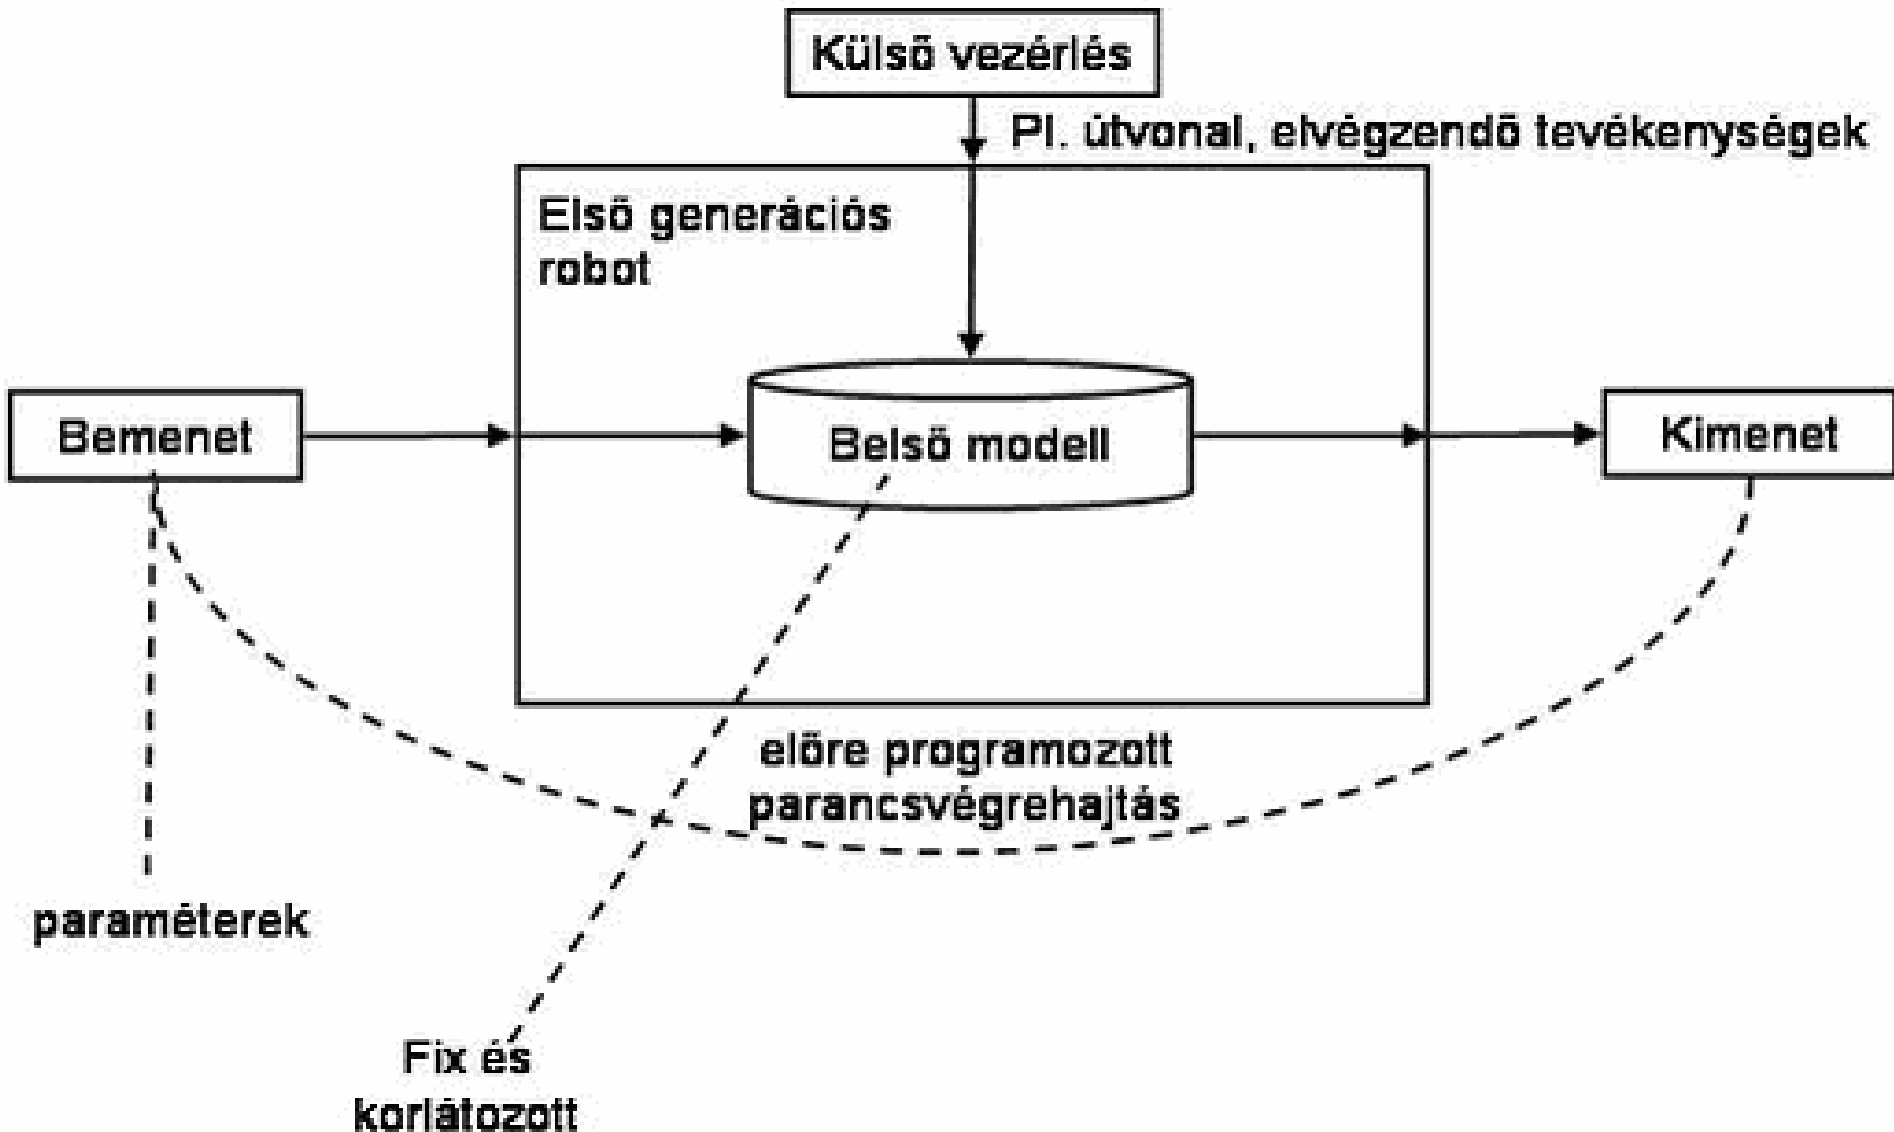 Külső vezérlés
Pl. útvonal, elvégzendő tevékenységek
Első generációs
robot
Bemenet
Belső modell
Kimenet
előre programozott
parancsvégrehajtás
paraméterek
Fix és
korlátozott